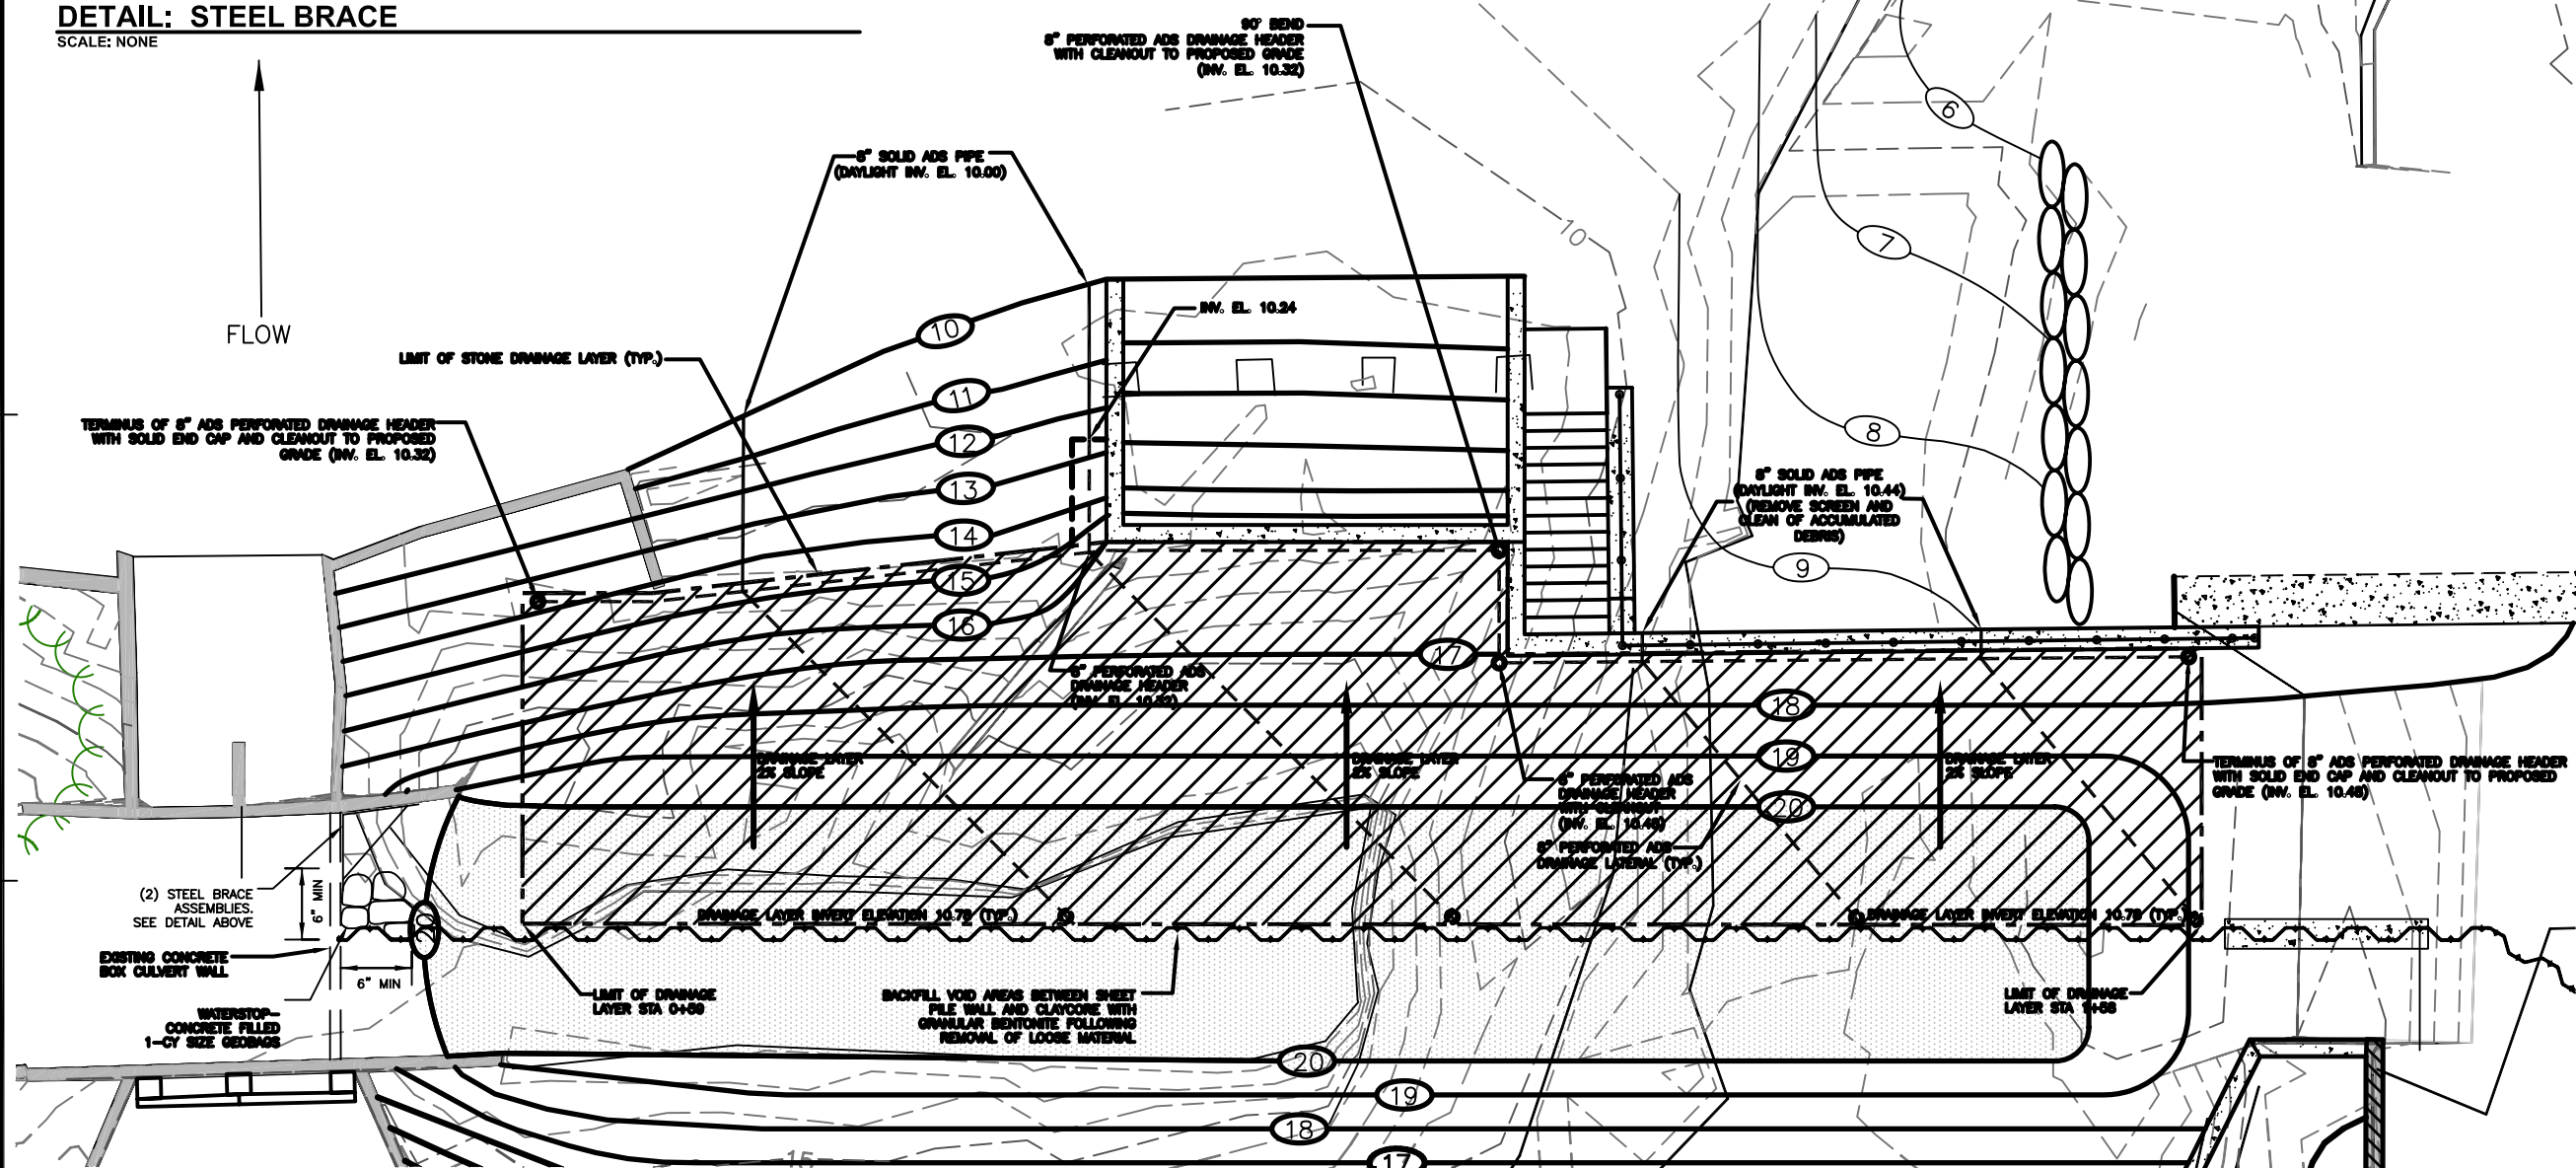 DETAIL: STEEL BRACE
SCALE: NONE
90° BEND
8" PERFORATED ADS DRAINAGE HEADER
WITH CLEANOUT TO PROPOSED GRADE
(INV. EL. 10.32)
6
8" SOLID ADS PIPE
(DAYLIGHT INV. EL. 10.00)
10
7
INV. EL. 10.24
10
FLOW
LIMIT OF STONE DRAINAGE LAYER (TYP.)
11
TERMINUS OF 8" ADS PERFORATED DRAINAGE HEADER
WITH SOLID END CAP AND CLEANOUT TO PROPOSED
GRADE (INV. EL. 10.32)
12
8
13
8" SOLID ADS PIPE
(DAYLIGHT INV. EL. 10.44)
(REMOVE SCREEN AND
CLEAN OF ACCUMULATED
DEBRIS)
14
9
15
16
17
8" PERFORATED ADS
DRAINAGE HEADER
18
DRAINAGE LAYER
2% SLOPE
DRAINAGE LAYER
2% SLOPE
19
DRAINAGE LAYER
2% SLOPE
TERMINUS OF 8" ADS PERFORATED DRAINAGE HEADER
WITH SOLID END CAP AND CLEANOUT TO PROPOSED
GRADE (INV. EL. 10.48)
8" PERFORATED ADS
DRAINAGE HEADER
WITH CLEANOUT
(INV. EL. 10.48)
20
8" PERFORATED ADS
DRAINAGE LATERAL (TYP.)
(2) STEEL BRACE
ASSEMBLIES.
SEE DETAIL ABOVE
6" MIN
20
DRAINAGE LAYER INVERT ELEVATION 10.79 (TYP.)
DRAINAGE LAYER INVERT ELEVATION 10.79 (TYP.)
EXISTING CONCRETE
BOX CULVERT WALL
6" MIN
LIMIT OF DRAINAGE
BACKFILL VOID AREAS BETWEEN SHEET
PILE WALL AND CLAYCORE WITH
GRANULAR BENTONITE FOLLOWING
REMOVAL OF LOOSE MATERIAL
LIMIT OF DRAINAGE
WATERSTOP-
CONCRETE FILLED
1-CY SIZE GEOBAGS
20
19
18
17
15